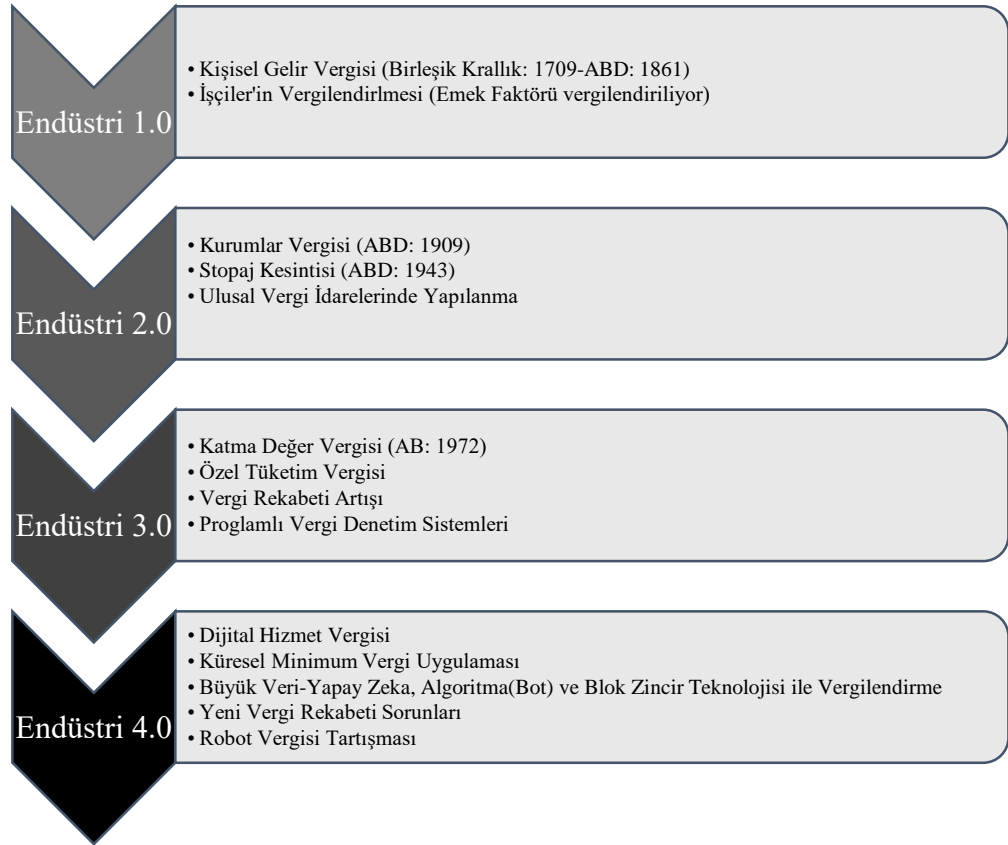 Endüstri 1.0
• Kişisel Gelir Vergisi (Birleşik Krallık: 1709-ABD: 1861)
• İşçiler'in Vergilendirlmesi (Emek Faktörü vergilendiriliyor)
Endüstri 2.0
• Kurumlar Vergisi (ABD: 1909)
• Stopaj Kesintisi (ABD: 1943)
• Ulusal Vergi İdarelerinde Yapılanma
Endüstri 3.0
• Katma Değer Vergisi (AB: 1972)
• Özel Tüketim Vergisi
• Vergi Rekabeti Artışı
• Proglamlı Vergi Denetim Sistemleri
Endüstri 4.0
• Dijital Hizmet Vergisi
• Küresel Minimum Vergi Uygulaması
• Büyük Veri-Yapay Zeka, Algoritma(Bot) ve Blok Zincir Teknolojisi ile Vergilendirme
• Yeni Vergi Rekabeti Sorunları
• Robot Vergisi Tartışması